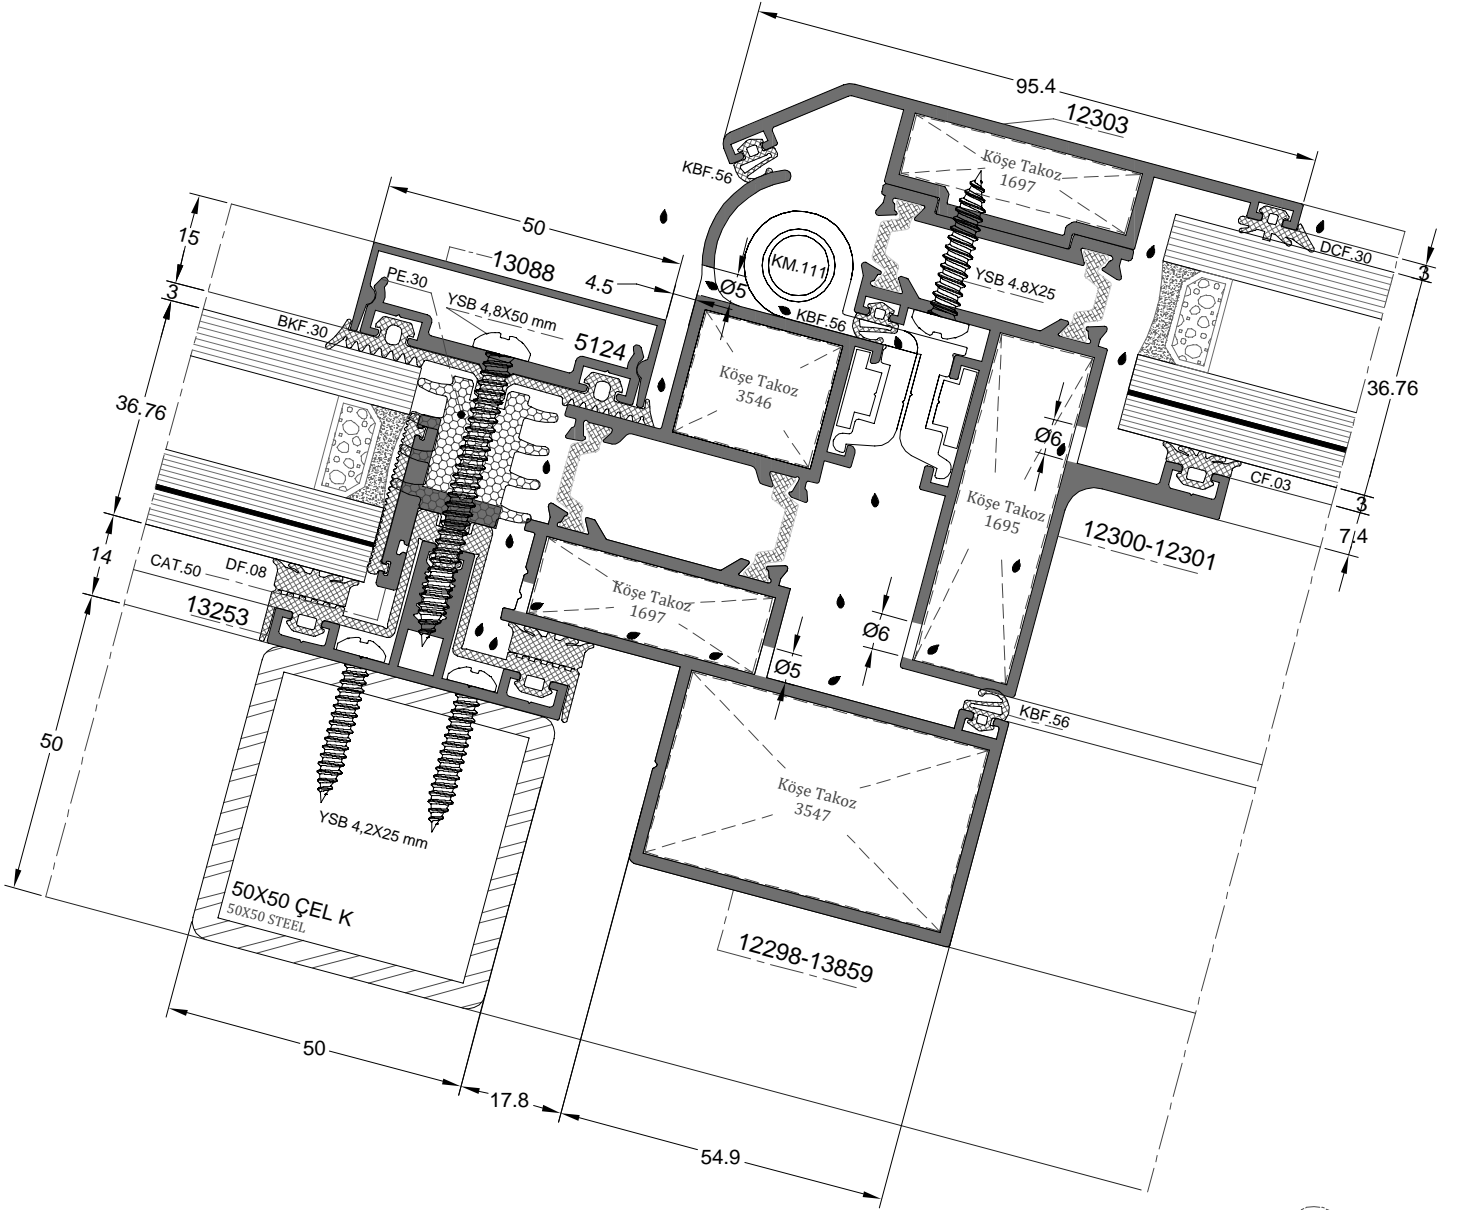 95.4
12303
Köşe Takoz
1697
KBF.56
DCF.30
3
15
50
13088
4.5
KM.111
Ø5
YSB 4.8X25
PE.30
YSB 4,8X50 mm
5124
KBF.56
3
BKF.30
36.76
Köşe Takoz
3546
36.76
Ø6
CF.03
3
7.4
Köşe Takoz
1695
12300-12301
14
CAT.50
DF.08
13253
Köşe Takoz
1697
Ø6
Ø5
KBF.56
50
YSB 4,2X25 mm
Köşe Takoz
3547
50X50 ÇEL K
50X50 STEEL
12298-13859
50
17.8
54.9